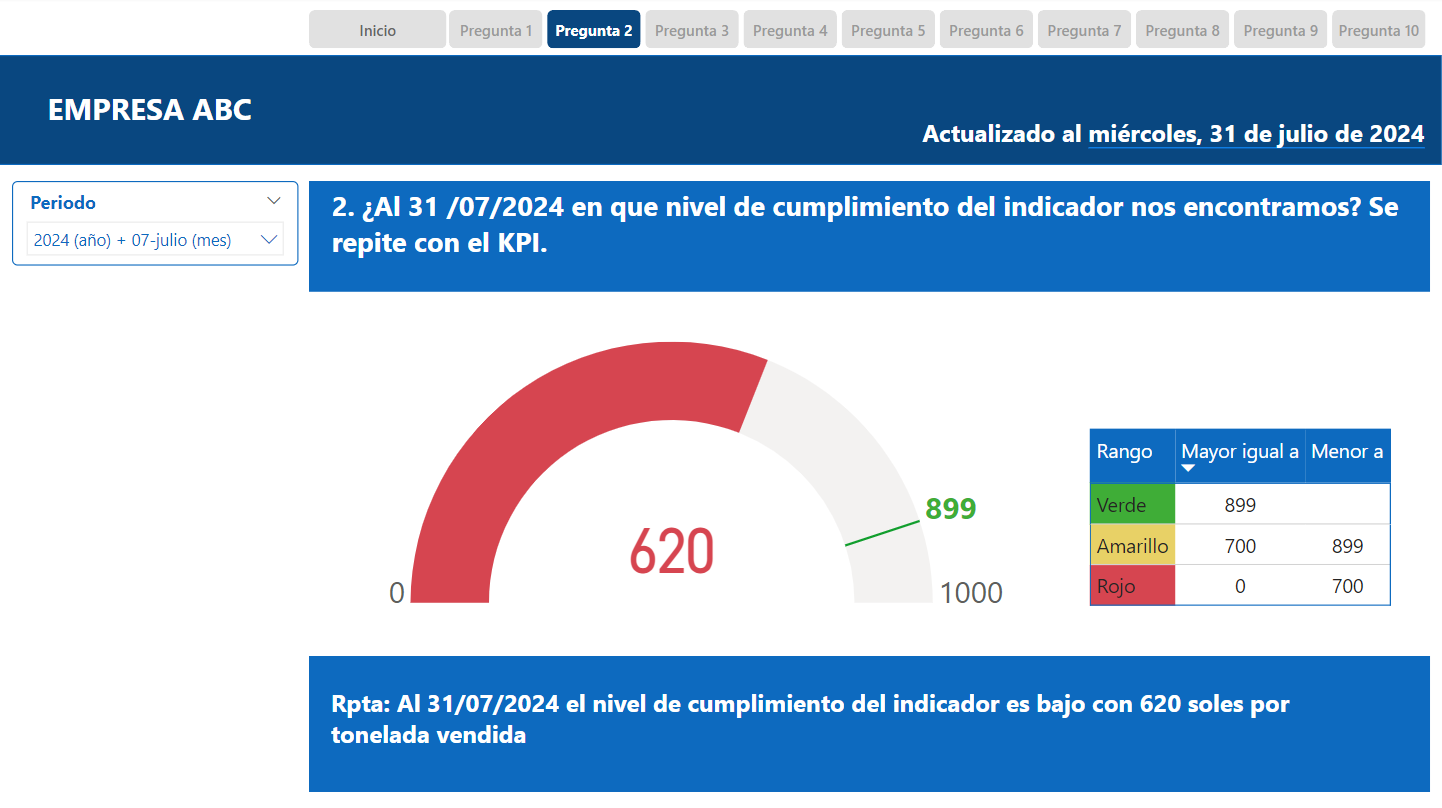 Inicio Pregunta 1 Pregunta 2 Pregunta 3 Pregunta 4 Pregunta 5 Pregunta 6 Pregunta 7 Pregunta 8 Pregunta 9 Pregunta 10
EMPRESA ABC
Actualizado al miércoles, 31 de julio de 2024
Periodo
2024 (año) + 07-julio (mes)
2. ¿Al 31 /07/2024 en que nivel de cumplimiento del indicador nos encontramos? Se
repite con el KPI.
899
620
0
1000
Rango Mayor igual a Menor a
Verde 899
Amarillo 700 899
Rojo 0 700
Rpta: Al 31/07/2024 el nivel de cumplimiento del indicador es bajo con 620 soles por
tonelada vendida